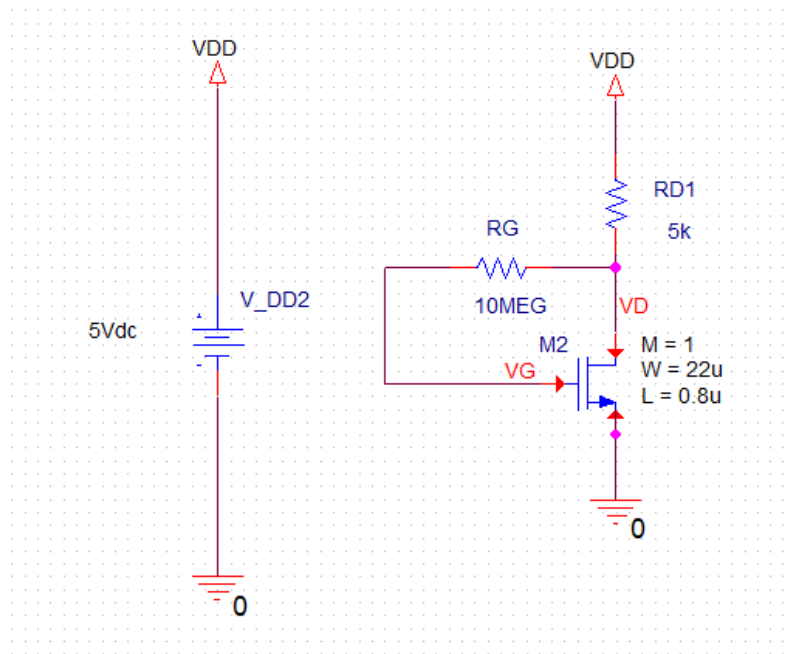 VDD
VDD
RD1
5k
RG
10MEG
VD
V_DD2
5Vdc
M2
M = 1
W = 22u
L = 0.8u
VG
0
0